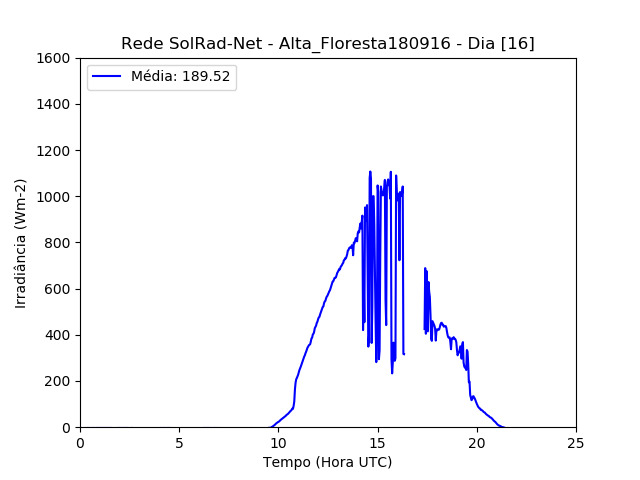 Rede SolRad-Net - Alta_Floresta180916 - Dia [16]
Média: 189.52
Irradiância (Wm-2)
1600
1400
1200
1000
800
600
400
200
0
0 5 10 15 20 25
Tempo (Hora UTC)